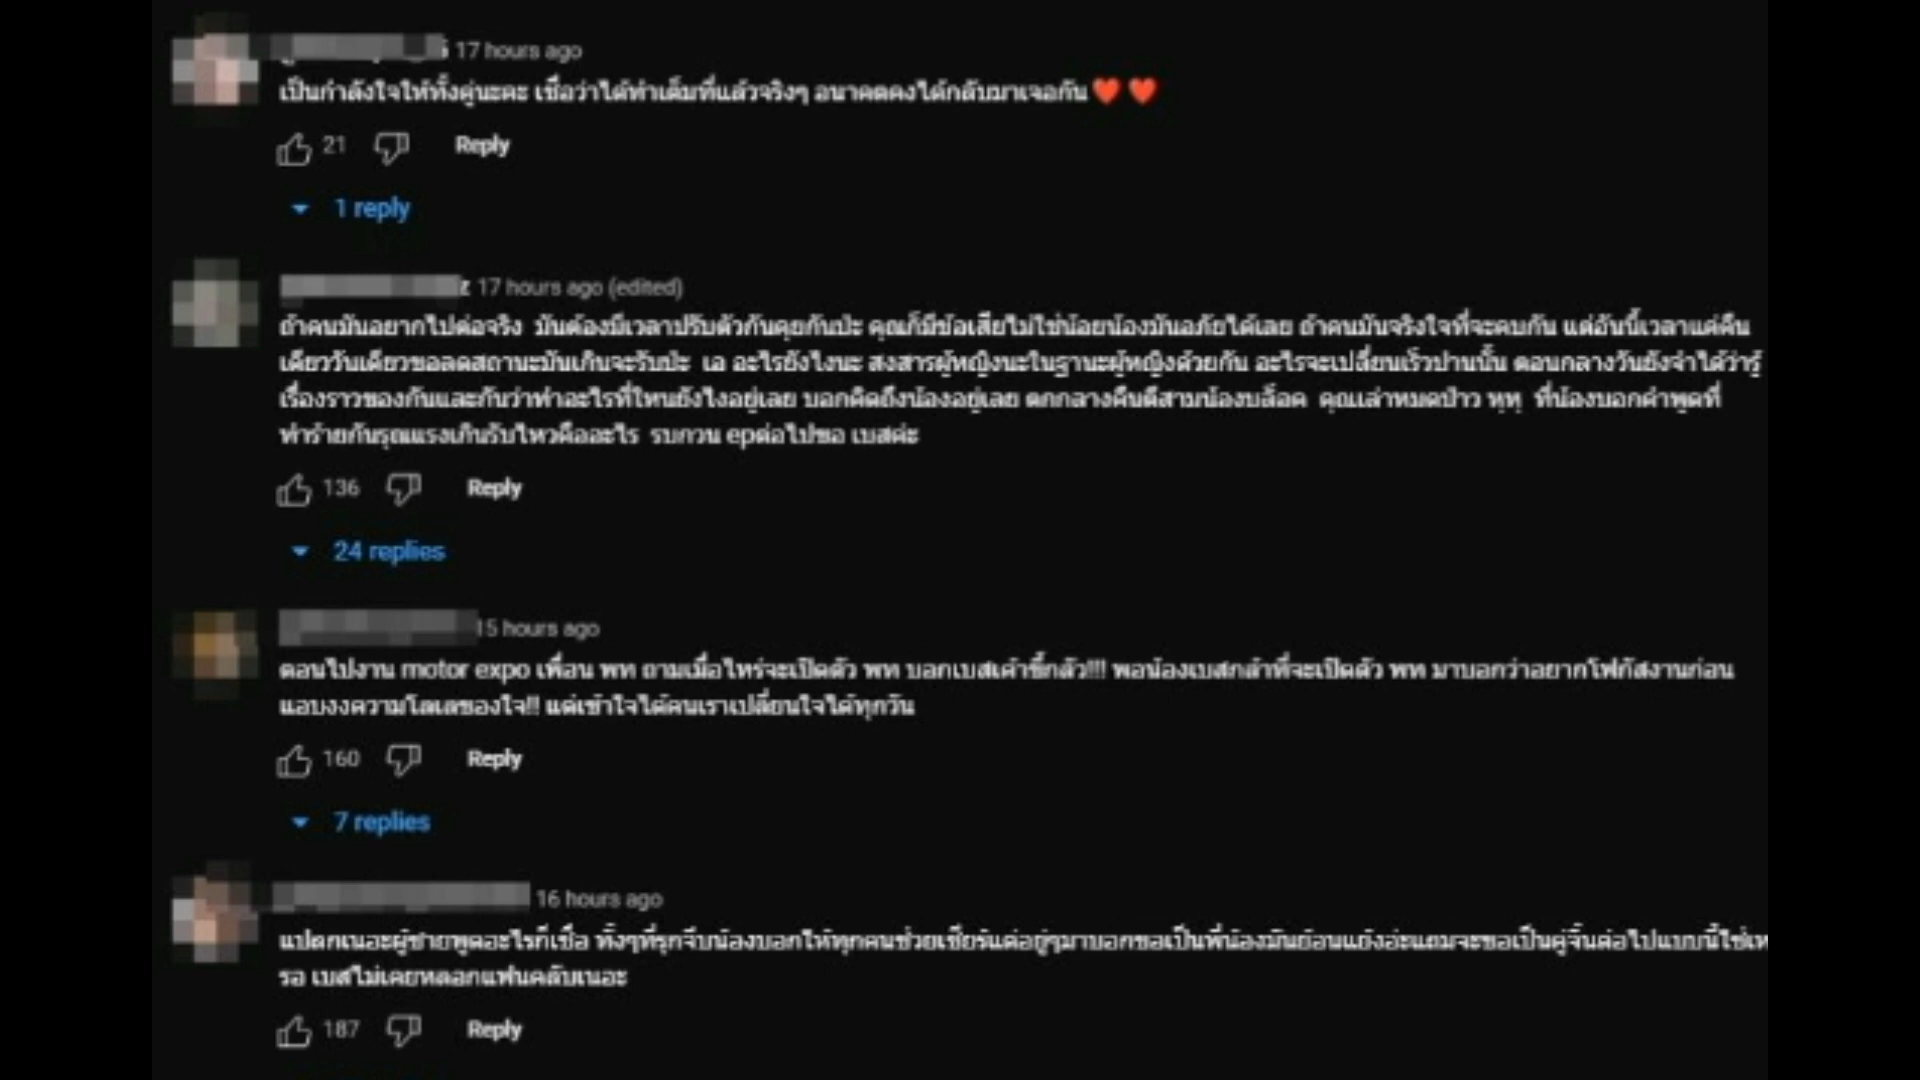 17 hours ago
เป็นกำลังใจให้ทั้งคู่นะคะ เชื่อว่าได้ทำเต็มที่แล้วจริงๆ อนาคตคงได้กลับมาเจอกัน❤️ ❤️
21 Reply
1 reply
17 hours ago (edited)
ถ้าคนมันอยากไปต่อจริง มันต้องมีเวลาปรับตัวกันคุยกันป่ะ คุณก็มีข้อเสียไม่ใช่น้อยน้องมันอภัยได้เลย ถ้าคนมันจริงใจที่จะคบกัน แต่อันนี้เวลาแค่คืน
เดียววันเดียวขอลดสถานะมันเกินจะรับป่ะ เอ อะไรยังไงนะ สงสารผู้หญิงนะในฐานะผู้หญิงด้วยกัน อะไรจะเปลี่ยนเร็วปานนั้น ตอนกลางวันยังจำได้ว่ารู้
เรื่องราวของกันและกันว่าทำอะไรที่ไหนยังไงอยู่เลย บอกคิดถึงน้องอยู่เลย ตกกลางคืนตีสามน้องบล็อค คุณเล่าหมดป่าว หุหุ ที่น้องบอกคำพูดที่
ทำร้ายกันรุณแรงเกินรับไหวคืออะไร รบกวน epต่อไปขอ เบสค่ะ
136 Reply
24 replies
15 hours ago
ตอนไปงาน motor expo เพื่อน พท ถามเมื่อไหร่จะเปิดตัว พท บอกเบสเค้าขี้กลัว!!! พอน้องเบสกล้าที่จะเปิดตัว พท มาบอกว่าอยากโฟกัสงานก่อน
แอบงงความโลเลของใจ!! แต่เข้าใจได้คนเราเปลี่ยนใจได้ทุกวัน
160 Reply
7 replies
16 hours ago
แปลกเนอะผู้ชายพูดอะไรก็เชื่อ ทั้งๆที่รุกจีบน้องบอกให้ทุกคนช่วยเชียร์แต่อยู่ๆมาบอกขอเป็นพี่น้องมันย้อนแย้งอ่ะแถมจะขอเป็นคู่จิ้นต่อไปแบบนี้ใช่เห
รอ เบสไม่เคยหลอกแฟนคลับเนอะ
187 Reply